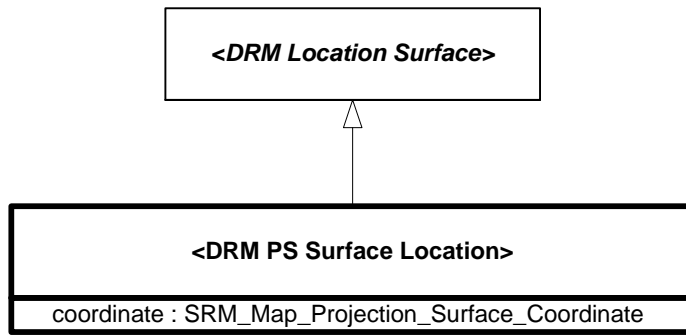 <DRM Location Surface>
<DRM PS Surface Location>
coordinate : SRM_Map_Projection_Surface_Coordinate